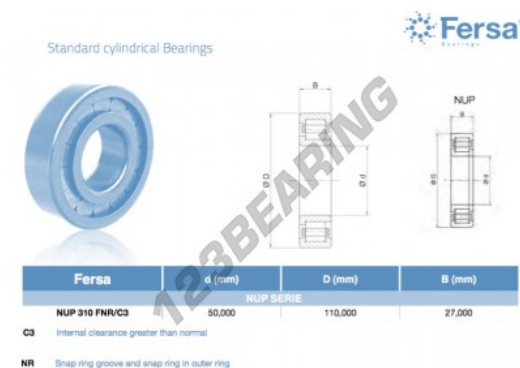 Fersa
Bearings
Standard cylindrical Bearings
B
NUP
B
Ø D
Ø d
123BEARING
Fersa d (mm) D (mm) B (mm)
NUP SERIE
NUP 310 FNR/C3 50,000 110,000 27,000
C3 Internal clearance greater than normal
NR Snap ring groove and snap ring in outer ring